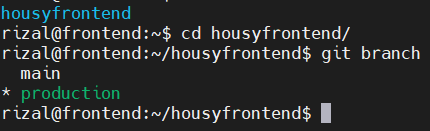 housyfrontend
rizal@frontend:~$ cd housyfrontend/
rizal@frontend:~/housyfrontend$ git branch
  main
* production
rizal@frontend:~/housyfrontend$